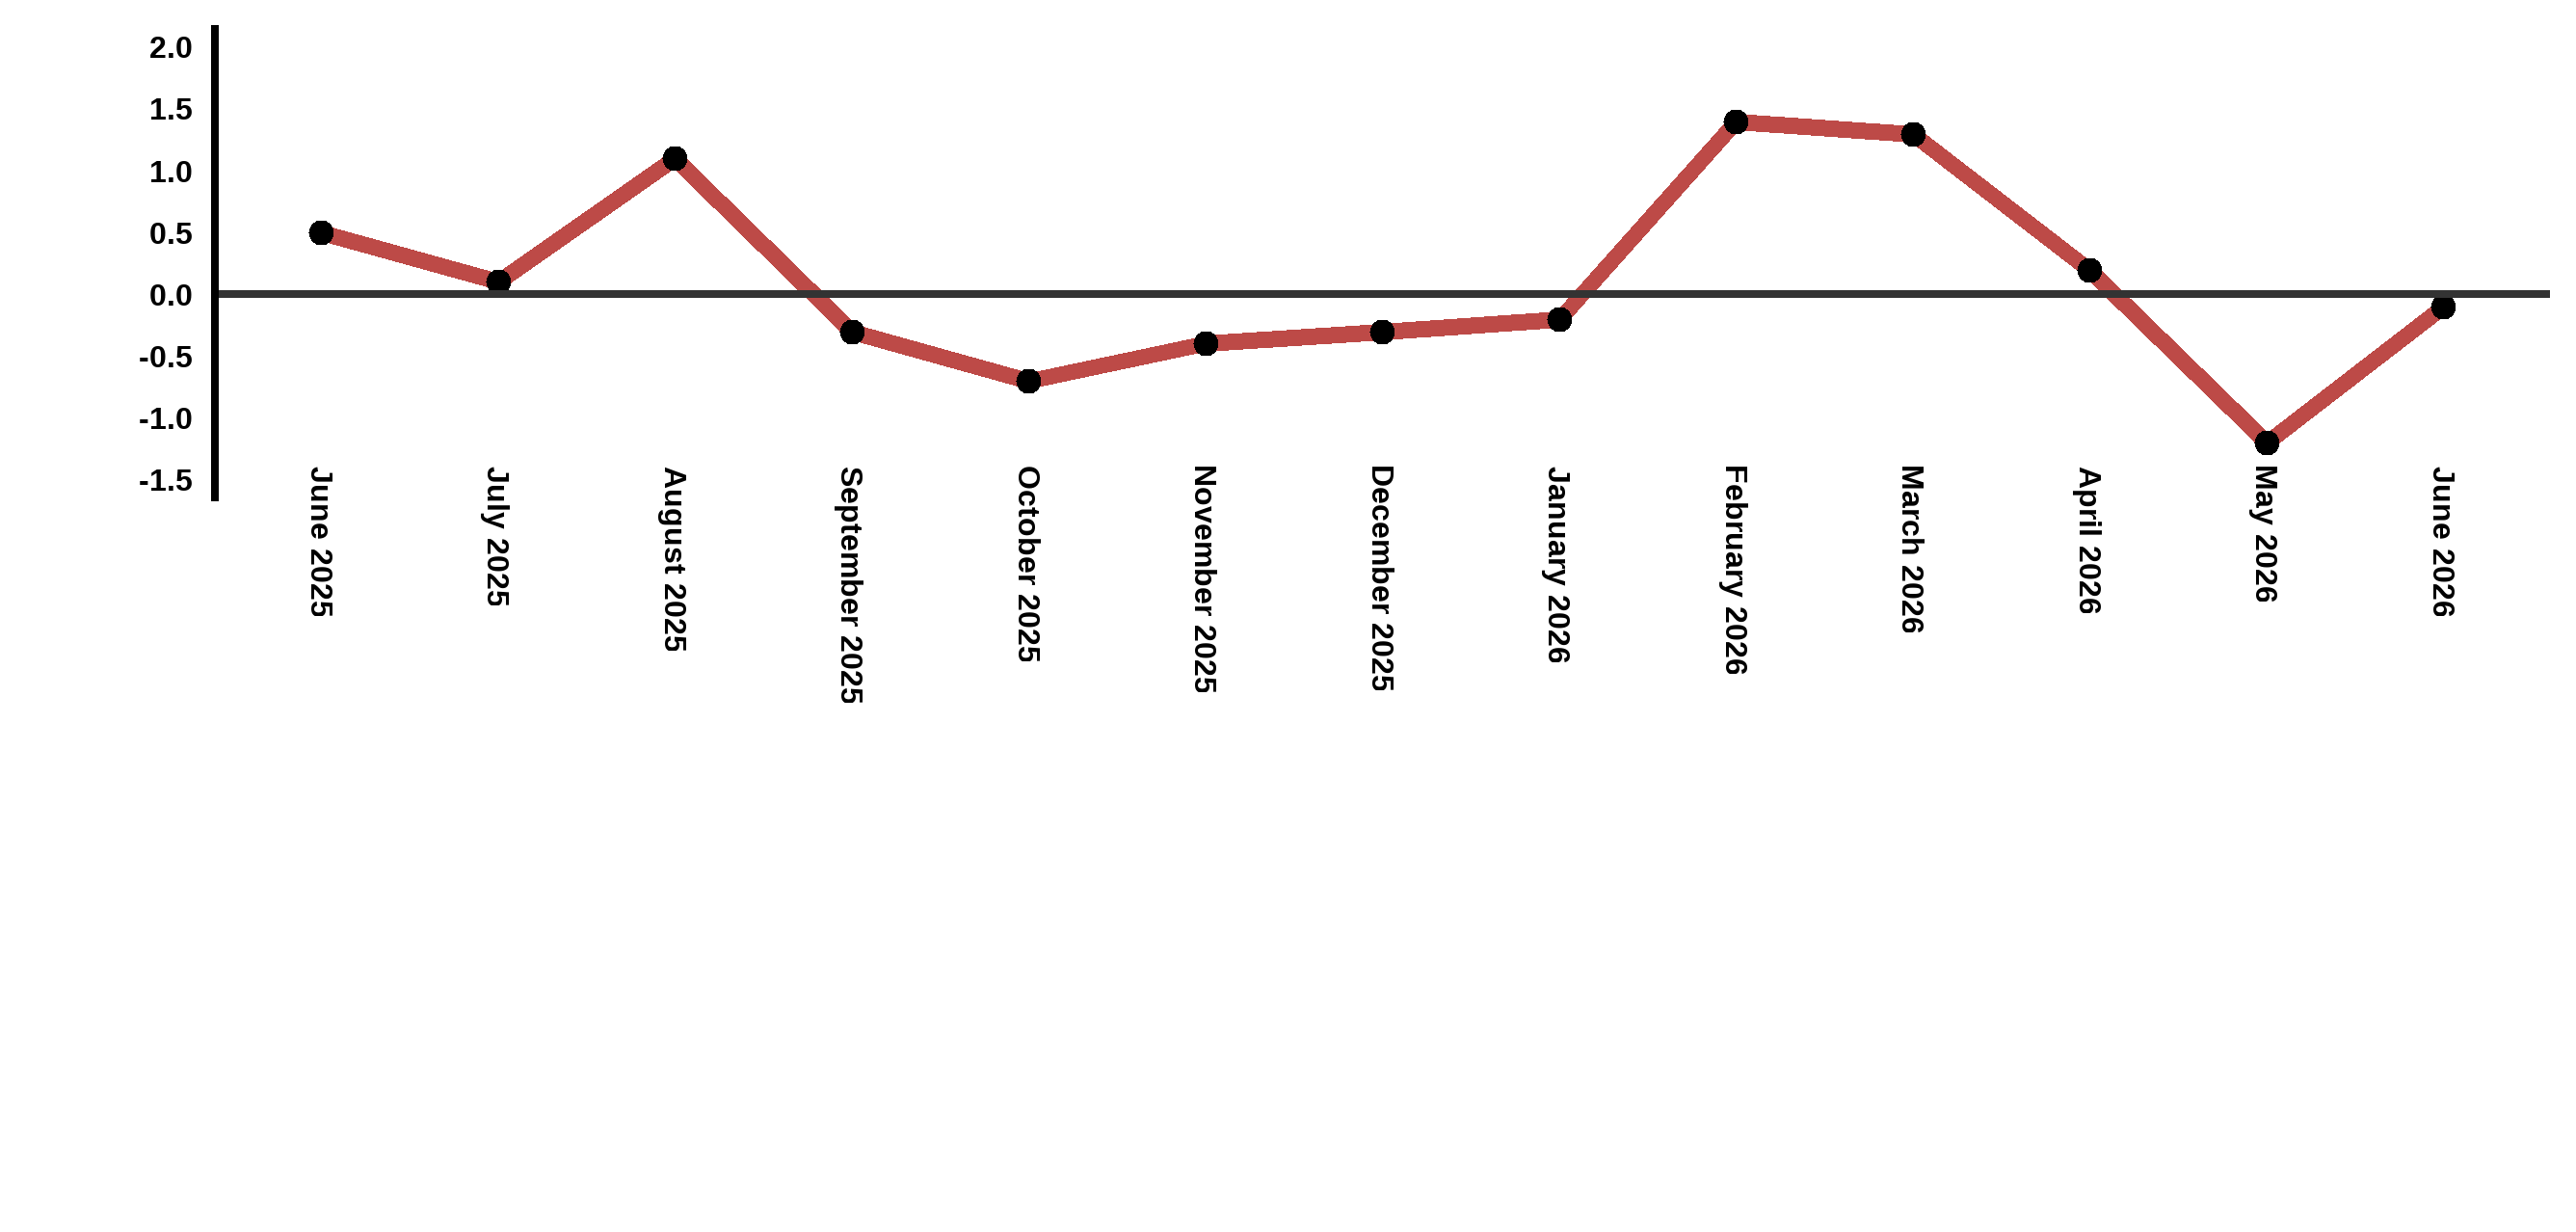 2.0
1.5
1.0
0.5
0.0
-0.5
-1.0
-1.5
June 2025
July 2025
August 2025
September 2025
October 2025
November 2025
December 2025
January 2026
February 2026
March 2026
April 2026
May 2026
June 2026